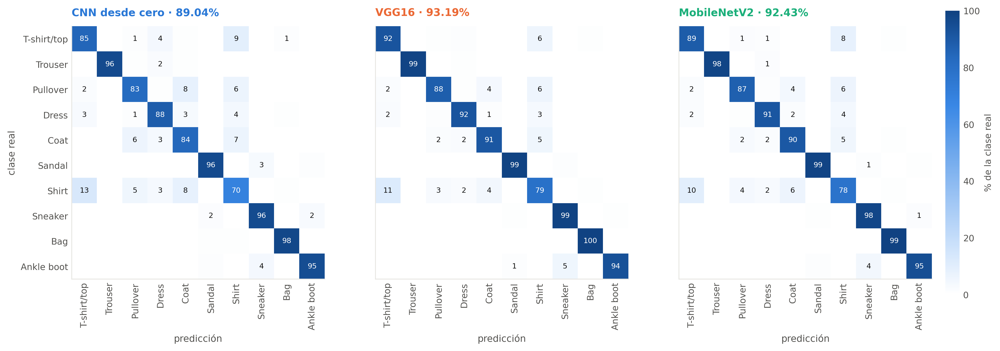 CNN desde cero · 89.04%
VGG16 · 93.19%
MobileNetV2 · 92.43%
clase real
T-shirt/top 85 1 4 9 1
Trouser 96 2
Pullover 2 83 8 6
Dress 3 1 88 3 4
Coat 6 3 84 7
Sandal 96 3
Shirt 13 5 3 8 70
Sneaker 2 96 2
Bag 98
Ankle boot 4 95
T-shirt/top
Trouser
Pullover
Dress
Coat
Sandal
Shirt
Sneaker
Bag
Ankle boot
predicción
92 6
99
2 88 4 6
2 92 1 3
2 2 91 5
99
11 3 2 4 79
99
100
1 5 94
T-shirt/top
Trouser
Pullover
Dress
Coat
Sandal
Shirt
Sneaker
Bag
Ankle boot
predicción
89 1 1 8
98 1
2 87 4 6
2 91 2 4
2 2 90 5
99 1
10 4 2 6 78
98 1
99
4 95
T-shirt/top
Trouser
Pullover
Dress
Coat
Sandal
Shirt
Sneaker
Bag
Ankle boot
predicción
100
80
60
40
20
0
% de la clase real